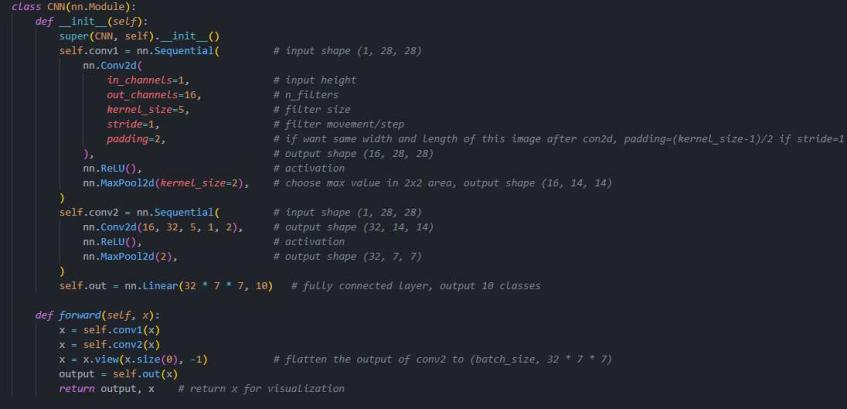 class CNN(nn.Module):
    def __init__(self):
        super(CNN, self).__init__()
        self.conv1 = nn.Sequential(         # input shape (1, 28, 28)
            nn.Conv2d(
                in_channels=1,              # input height
                out_channels=16,            # n_filters
                kernel_size=5,              # filter size
                stride=1,                   # filter movement/step
                padding=2,                  # if want same width and length of this image after con2d, padding=(kernel_size-1)/2 if stride=1
            ),                              # output shape (16, 28, 28)
            nn.ReLU(),                      # activation
            nn.MaxPool2d(kernel_size=2),    # choose max value in 2x2 area, output shape (16, 14, 14)
        )
        self.conv2 = nn.Sequential(         # input shape (1, 28, 28)
            nn.Conv2d(16, 32, 5, 1, 2),     # output shape (32, 14, 14)
            nn.ReLU(),                      # activation
            nn.MaxPool2d(2),                # output shape (32, 7, 7)
        )
        self.out = nn.Linear(32 * 7 * 7, 10)   # fully connected layer, output 10 classes
    def forward(self, x):
        x = self.conv1(x)
        x = self.conv2(x)
        x = x.view(x.size(0), -1)           # flatten the output of conv2 to (batch_size, 32 * 7 * 7)
        output = self.out(x)
        return output, x    # return x for visualization